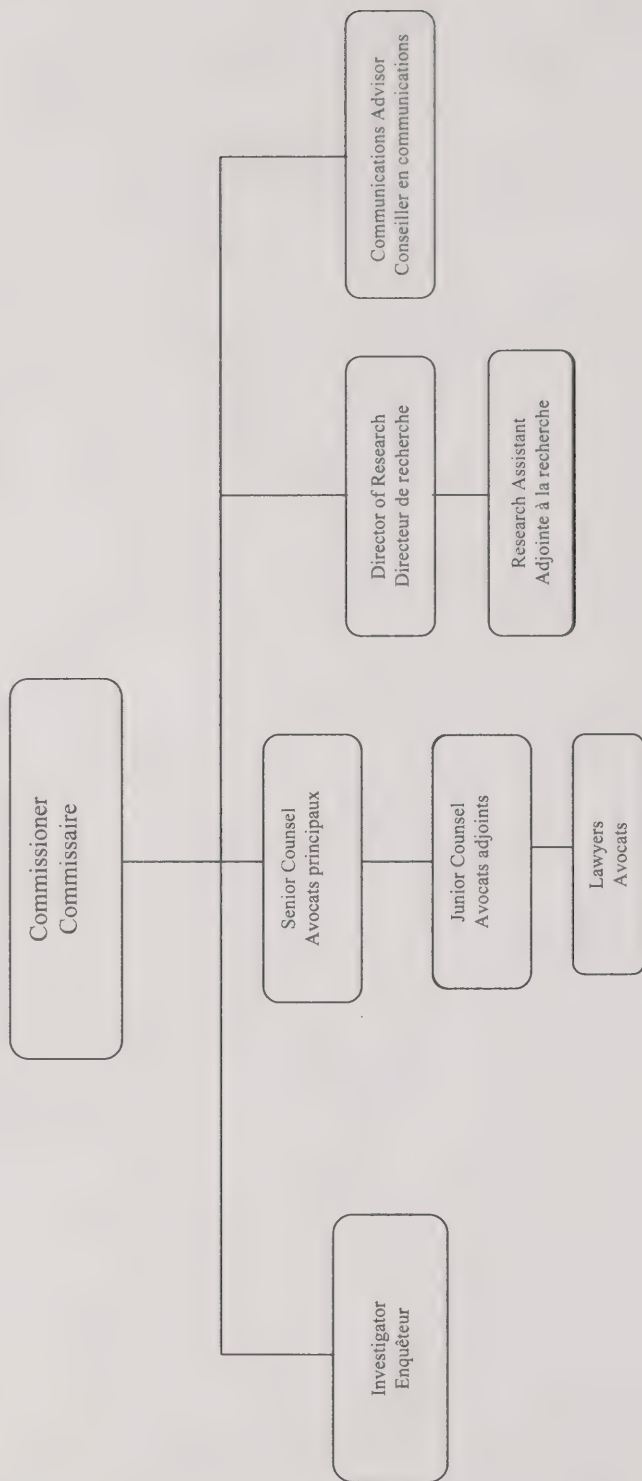 Commissioner
Commissaire
Investigator
Enquêteur
Senior Counsel
Avocats principaux
Junior Counsel
Avocats adjoints
Lawyers
Avocats
Director of Research
Directeur de recherche
Research Assistant
Adjointe à la recherche
Communications Advisor
Conseiller en communications